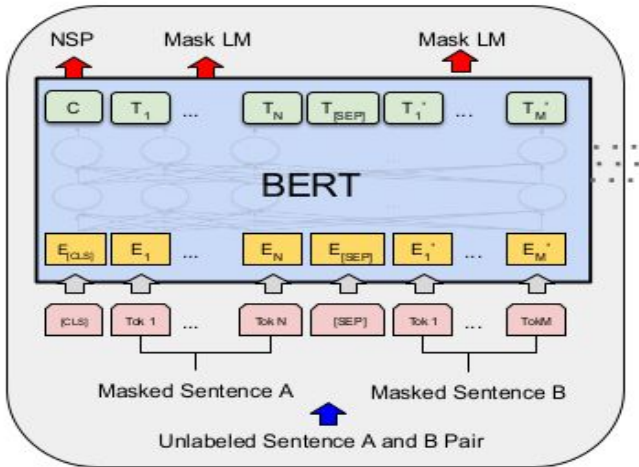 NSP Mask LM Mask LM
C T1 ... TN T[SEP] T1' ... TM'
BERT
E[CLS] E1 ... EN E[SEP] E1' ... EM'
[CLS] Tok 1 ... Tok N [SEP] Tok 1 ... TokM
Masked Sentence A Masked Sentence B
Unlabeled Sentence A and B Pair